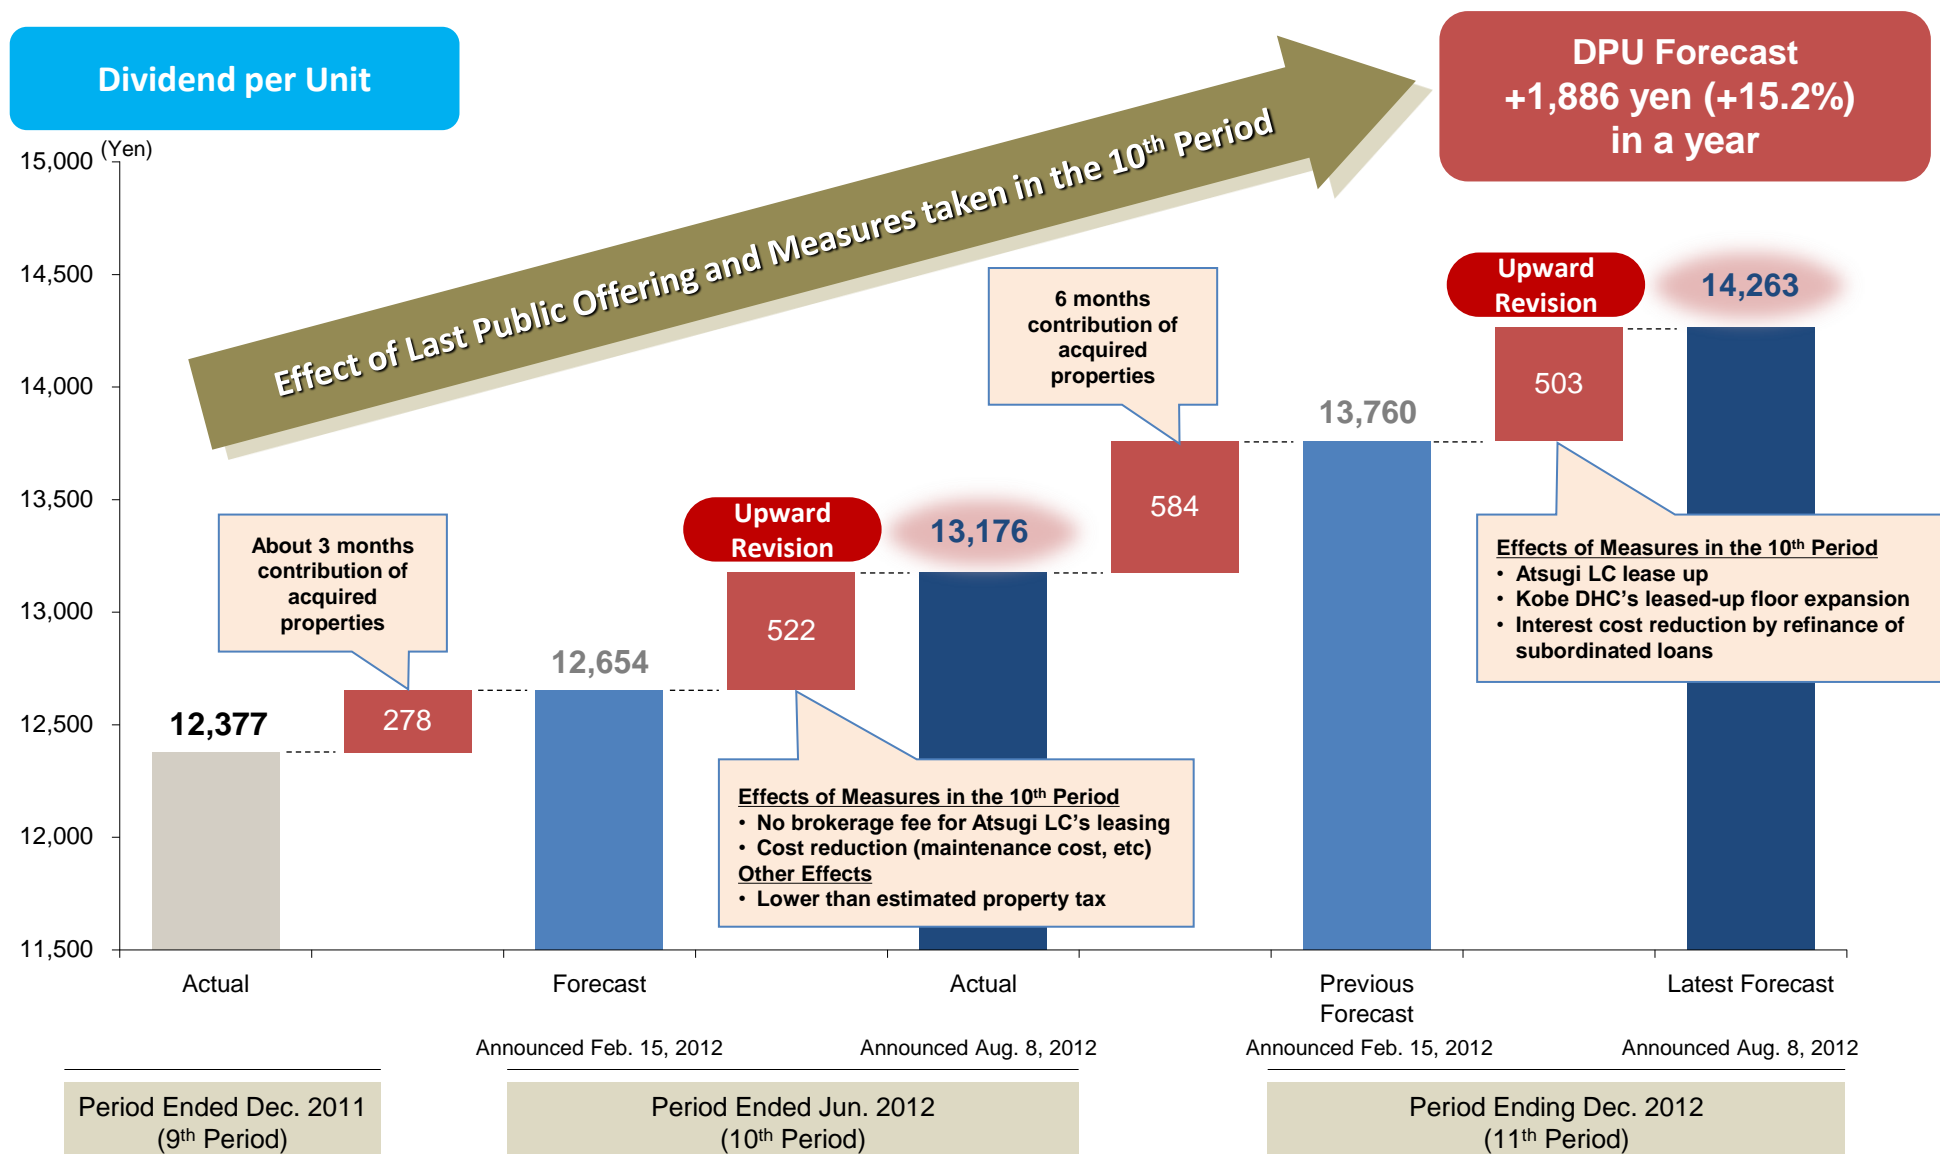 Dividend per Unit
DPU Forecast
+1,886 yen (+15.2%)
in a year
Effect of Last Public Offering and Measures taken in the 10th Period
(Yen)
15,000
14,500
14,000
13,500
13,000
12,500
12,000
11,500
12,377
About 3 months
contribution of
acquired
properties
278
12,654
Upward
Revision
522
Effects of Measures in the 10th Period
• No brokerage fee for Atsugi LC's leasing
• Cost reduction (maintenance cost, etc)
Other Effects
• Lower than estimated property tax
13,176
6 months
contribution of
acquired
properties
584
13,760
Upward
Revision
503
Effects of Measures in the 10th Period
• Atsugi LC lease up
• Kobe DHC's leased-up floor expansion
• Interest cost reduction by refinance of
subordinated loans
14,263
Actual
Forecast
Actual
Previous
Forecast
Latest Forecast
Announced Feb. 15, 2012
Announced Aug. 8, 2012
Announced Feb. 15, 2012
Announced Aug. 8, 2012
Period Ended Dec. 2011
(9th Period)
Period Ended Jun. 2012
(10th Period)
Period Ending Dec. 2012
(11th Period)